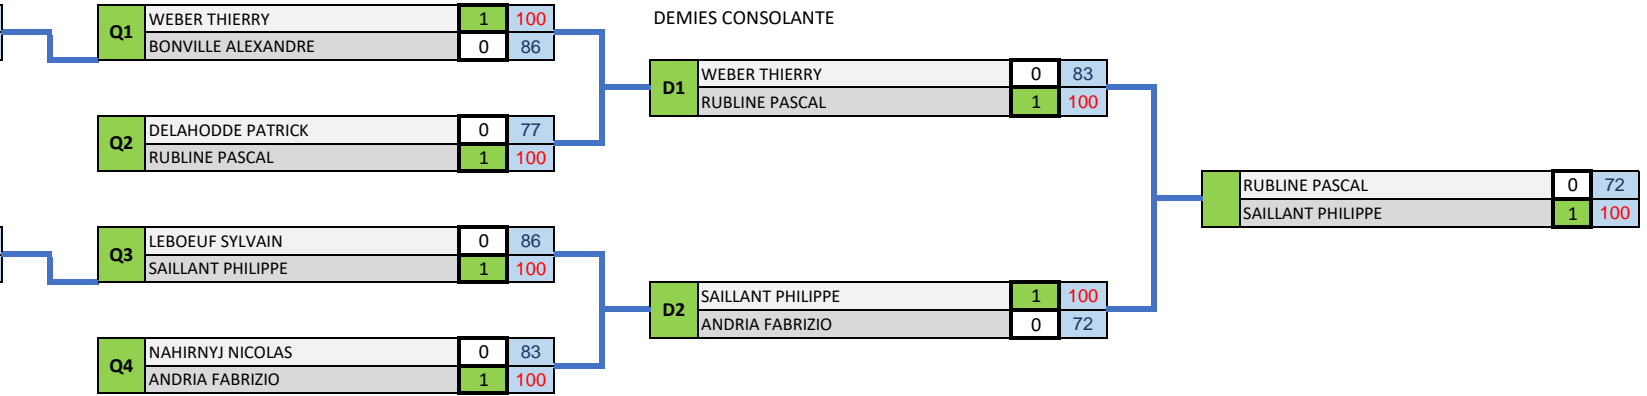 Q1
WEBER THIERRY 1 100
BONVILLE ALEXANDRE 0 86
Q2
DELAHODDE PATRICK 0 77
RUBLINE PASCAL 1 100
Q3
LEBOEUF SYLVAIN 0 86
SAILLANT PHILIPPE 1 100
Q4
NAHIRNYJ NICOLAS 0 83
ANDRIA FABRIZIO 1 100
DEMIES CONSOLANTE
D1
WEBER THIERRY 0 83
RUBLINE PASCAL 1 100
D2
SAILLANT PHILIPPE 1 100
ANDRIA FABRIZIO 0 72
RUBLINE PASCAL 0 72
SAILLANT PHILIPPE 1 100